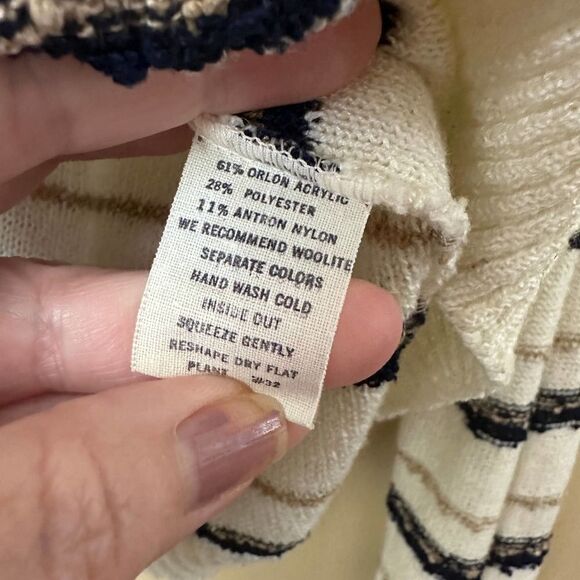 61% ORLON ACRYLIC
28% POLYESTER
11% ANTRON NYLON
WE RECOMMEND WOOLITE
SEPARATE COLORS
HAND WASH COLD
INSIDE OUT
SQUEEZE GENTLY
RESHAPE DRY FLAT
PLANT